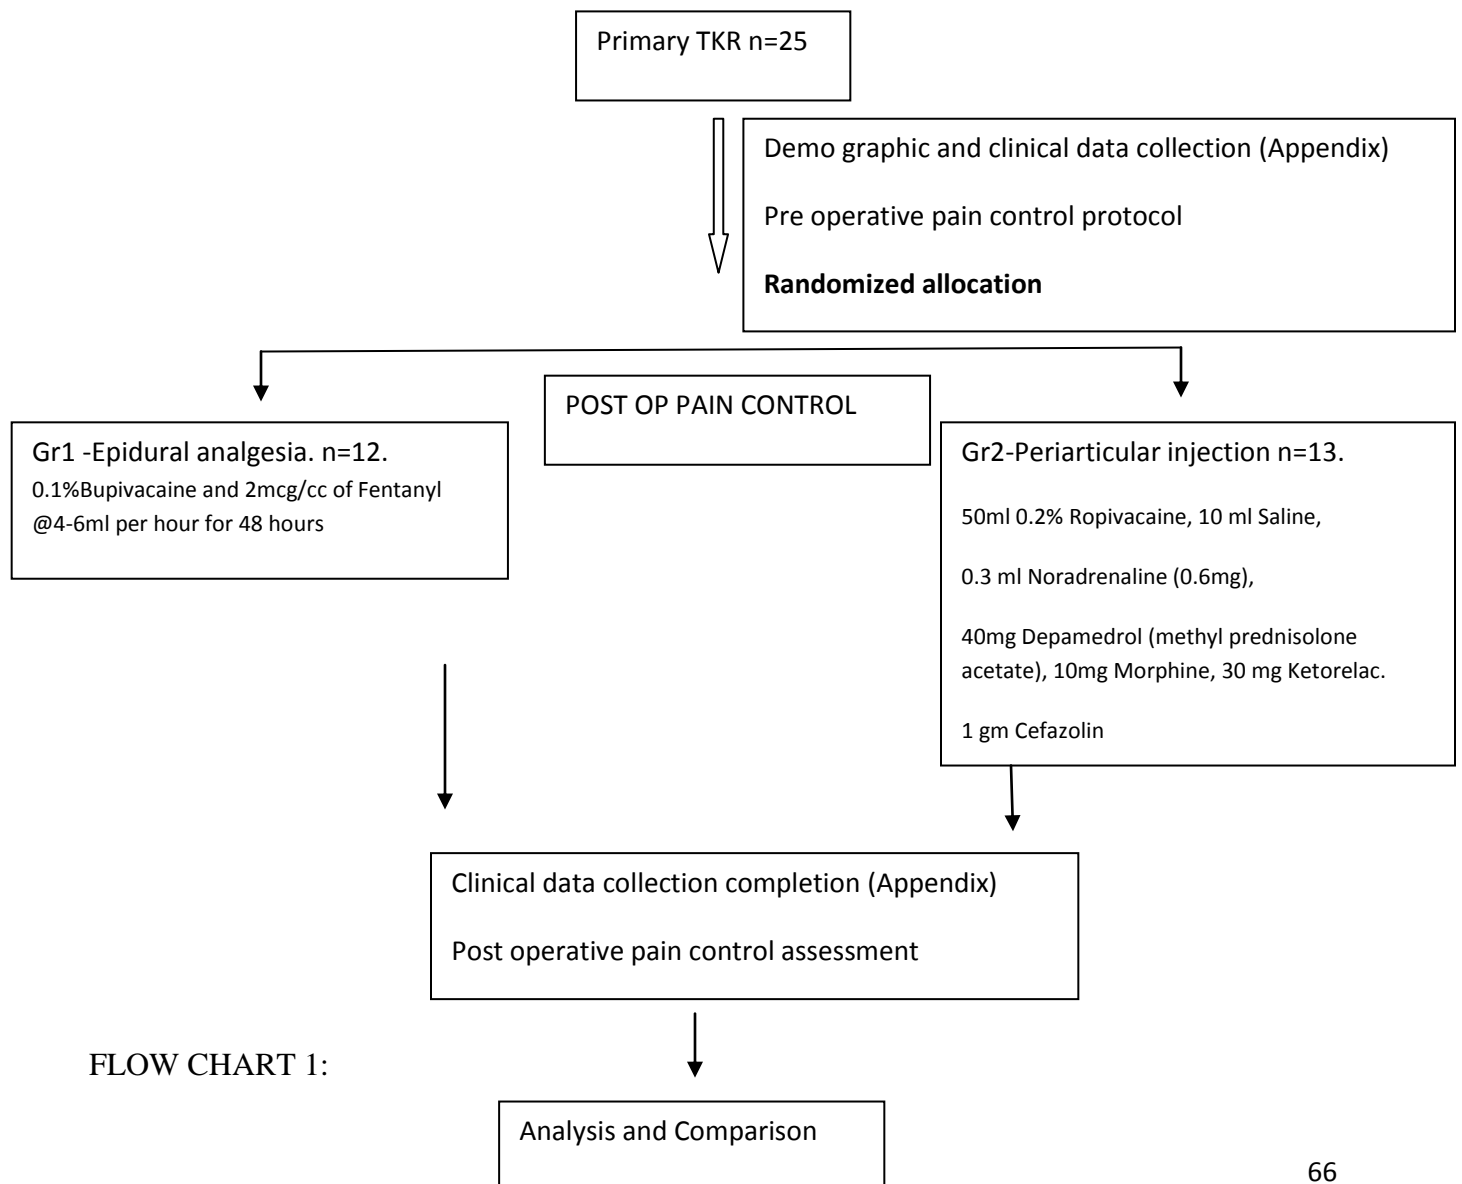 Primary TKR n=25
Demo graphic and clinical data collection (Appendix)
Pre operative pain control protocol
Randomized allocation
POST OP PAIN CONTROL
Gr1 -Epidural analgesia. n=12.
0.1%Bupivacaine and 2mcg/cc of Fentanyl
@4-6ml per hour for 48 hours
Gr2-Periarticular injection n=13.
50ml 0.2% Ropivacaine, 10 ml Saline,
0.3 ml Noradrenaline (0.6mg),
40mg Depamedrol (methyl prednisolone
acetate), 10mg Morphine, 30 mg Ketorelac.
1 gm Cefazolin
Clinical data collection completion (Appendix)
Post operative pain control assessment
FLOW CHART 1:
Analysis and Comparison
66